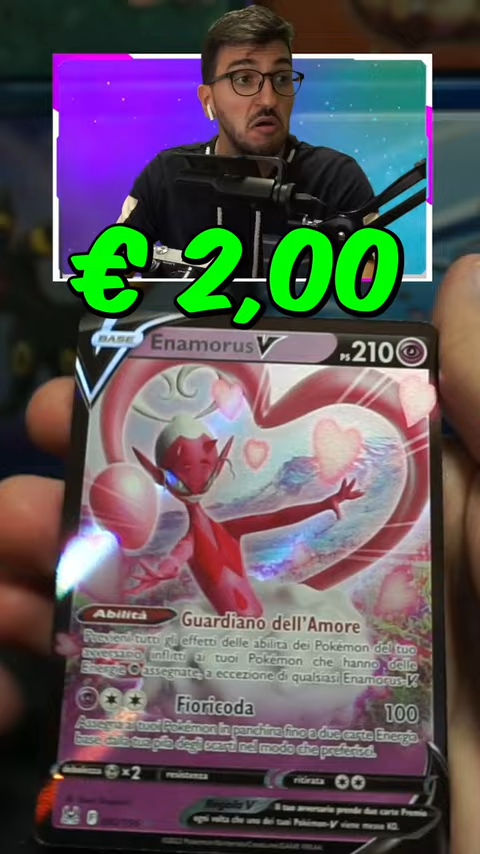 € 2,00
BASE Enamorus V PS 210
Abilità Guardiano dell'Amore
Previeni tutti gli effetti delle abilità dei Pokémon del tuo
avversario inflitti ai tuoi Pokémon che hanno delle
Energie assegnate, a eccezione di qualsiasi Enamorus-V.
Fioricoda 100
Assegna ai tuoi Pokémon in panchina fino a due carte Energia
base dalla tua pila degli scarti nel modo che preferisci.
debolezza x2 resistenza ritirata
Regola V Il tuo avversario prende due carte Premio
ogni volta che uno dei tuoi Pokémon-V viene messo KO.